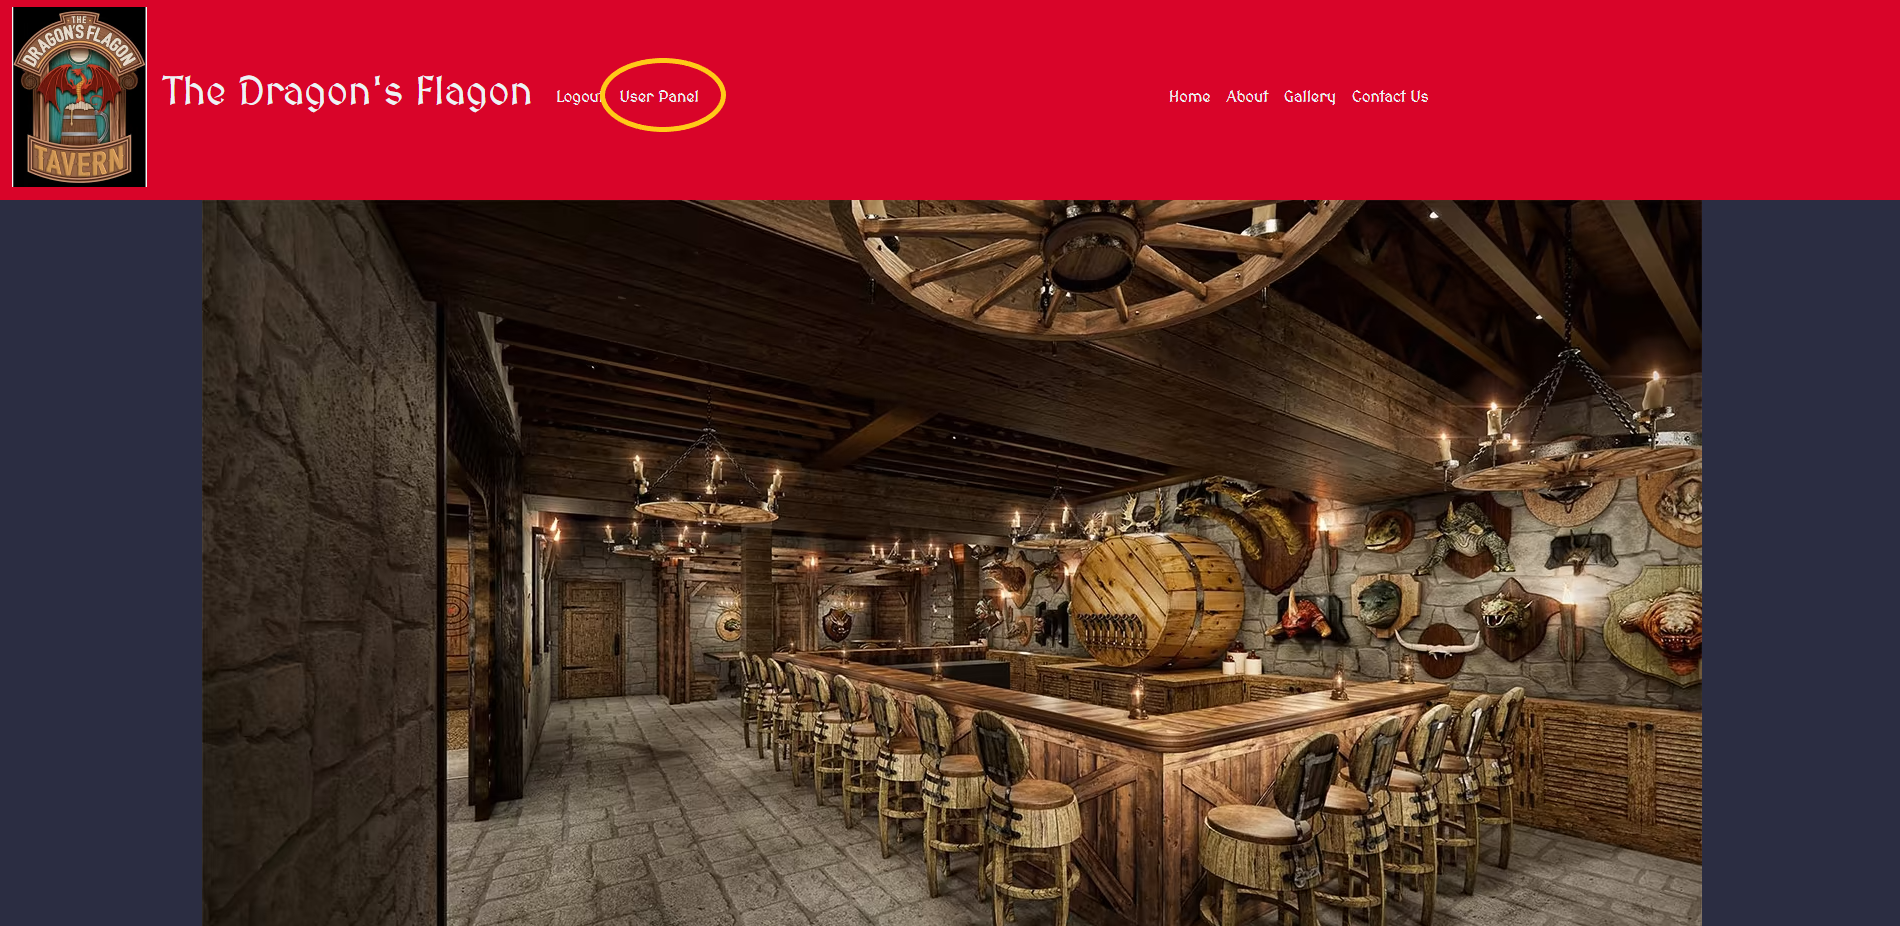 THE
DRAGON'S FLAGON
TAVERN
The Dragon's Flagon
Logout User Panel
Home About Gallery Contact Us